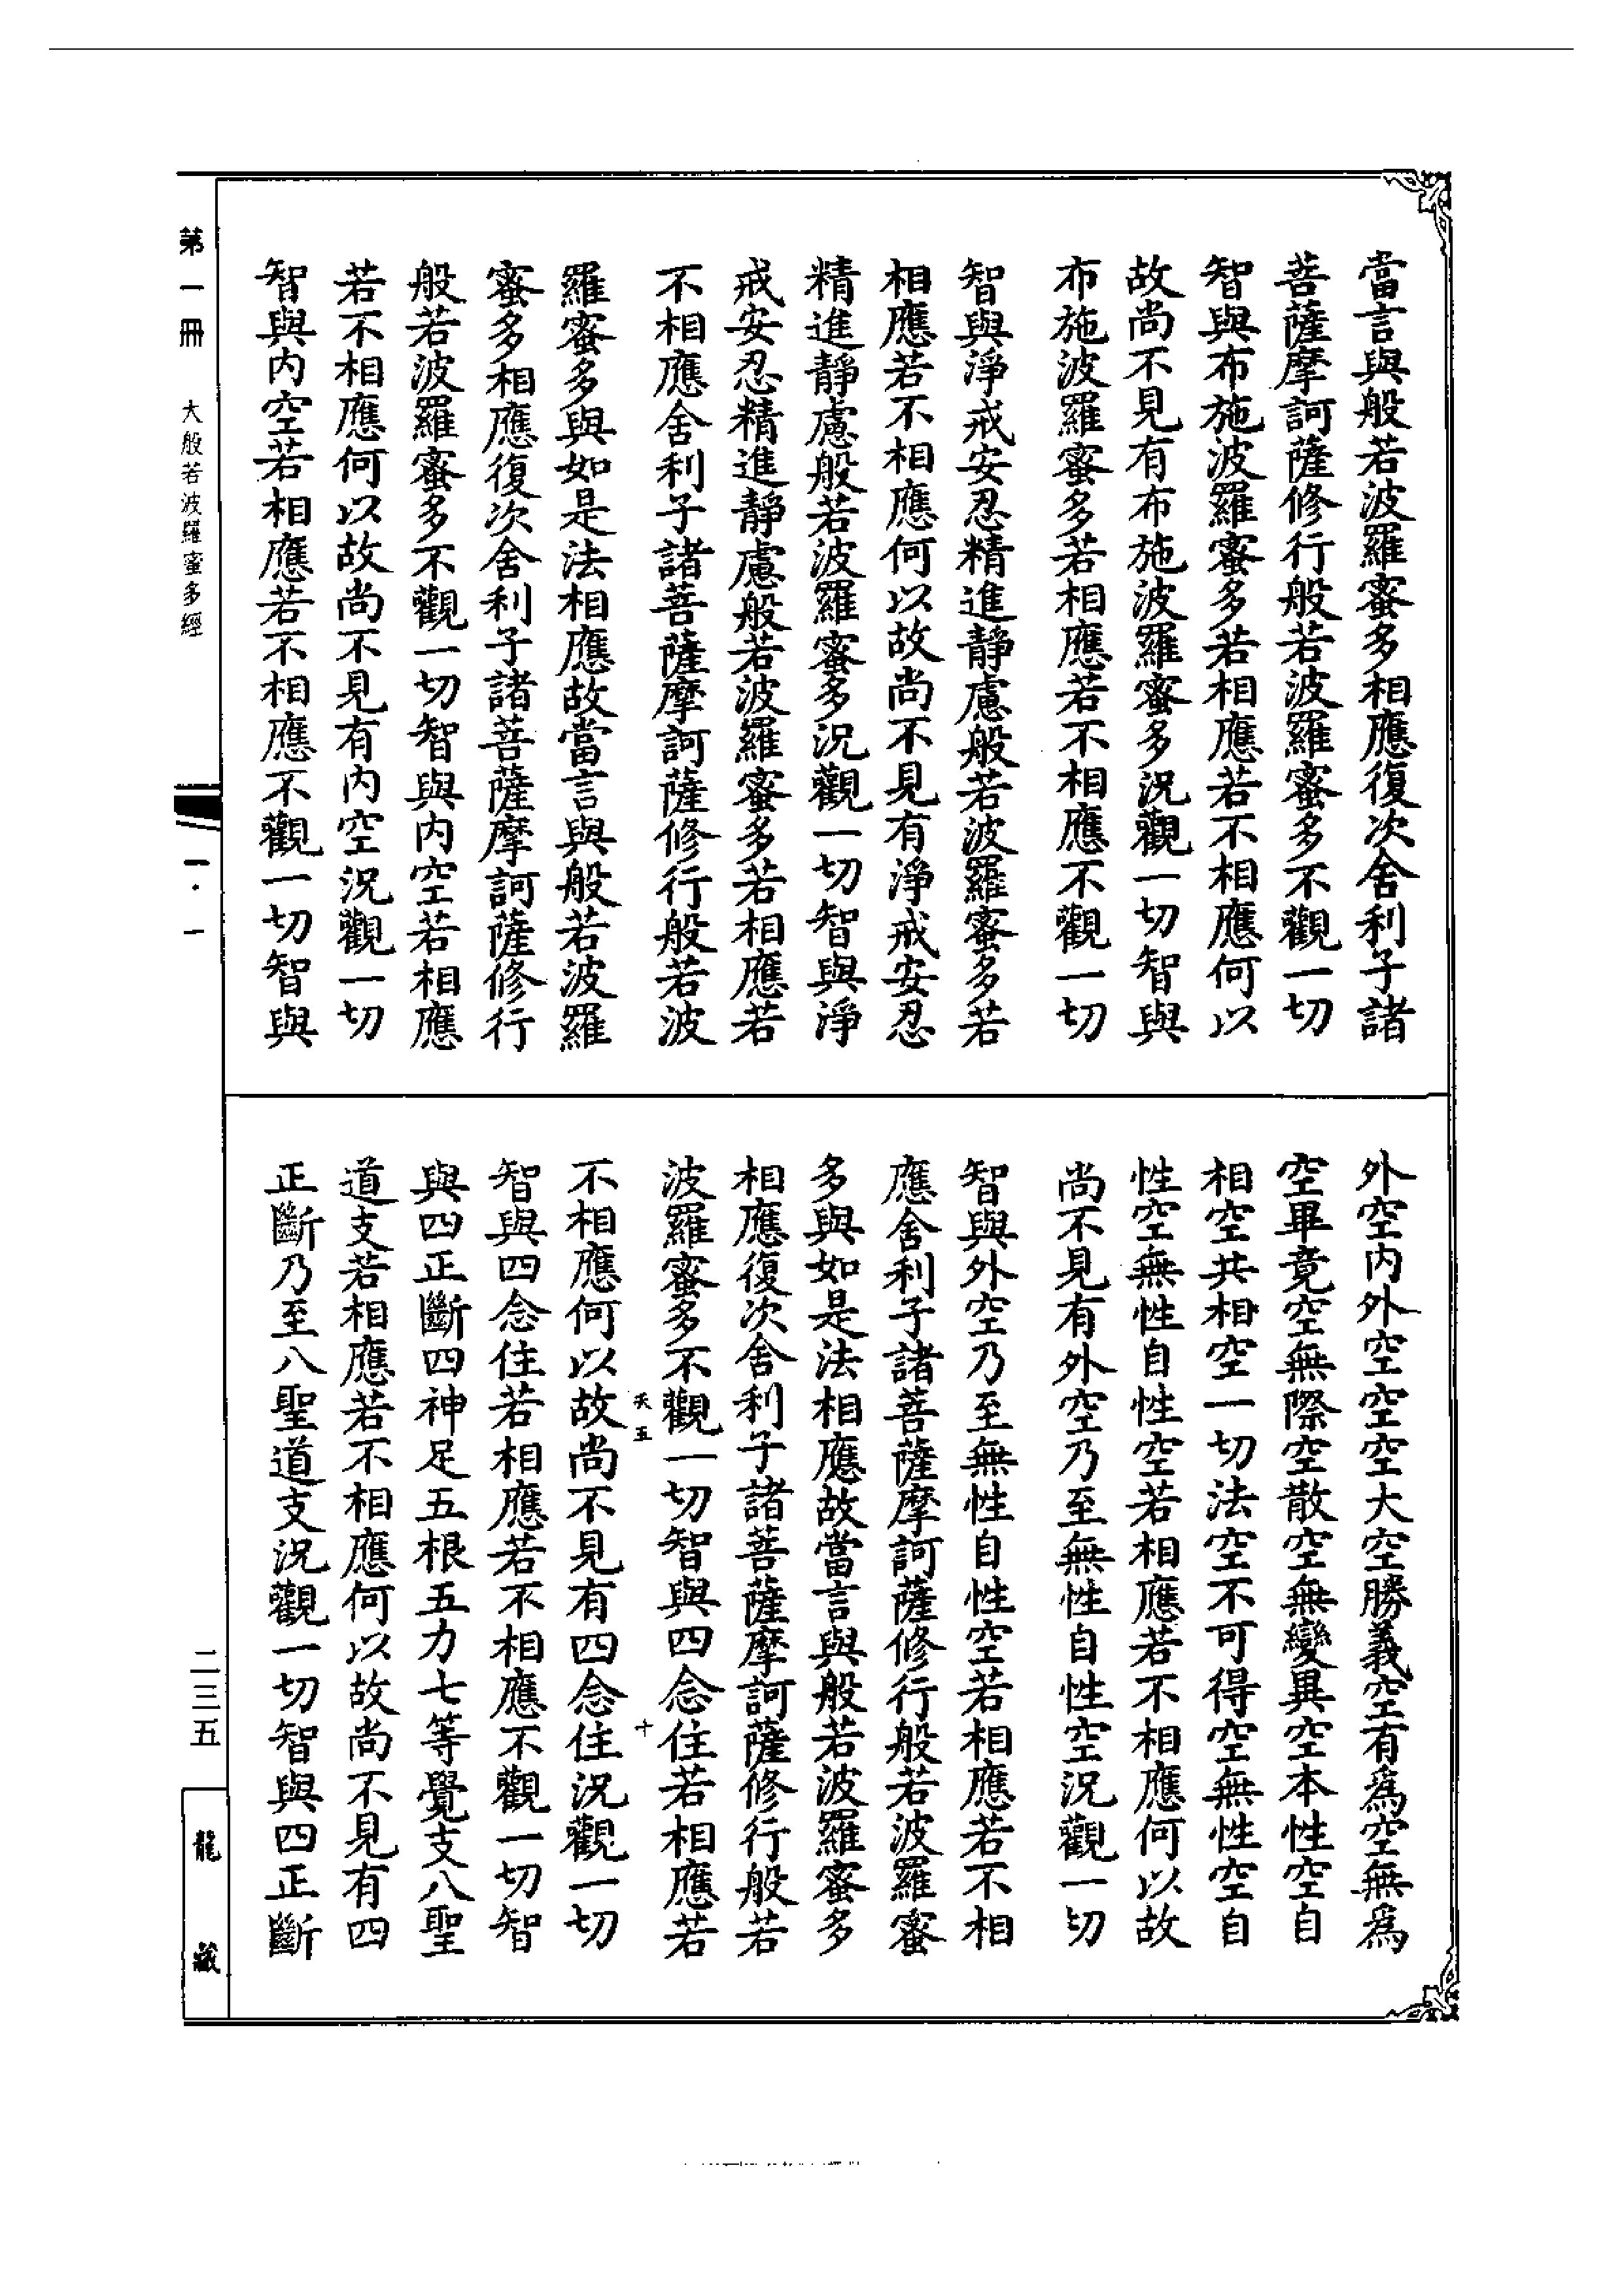 當言與般若波羅蜜多相應復次舍利子諸
菩薩摩訶薩修行般若波羅蜜多不觀一切
智與布施波羅蜜多若相應若不相應何以
故尚不見有布施波羅蜜多況觀一切智與
布施波羅蜜多若相應若不相應不觀一切
智與淨戒安忍精進靜慮般若波羅蜜多若
相應若不相應何以故尚不見有淨戒安忍
精進靜慮般若波羅蜜多況觀一切智與淨
戒安忍精進靜慮般若波羅蜜多若相應若
不相應舍利子諸菩薩摩訶薩修行般若波
羅蜜多與如是法相應故當言與般若波羅
蜜多相應復次舍利子諸菩薩摩訶薩修行
般若波羅蜜多不觀一切智與内空若相應
若不相應何以故尚不見有内空況觀一切
智與内空若相應若不相應不觀一切智與
外空内外空空空大空勝義空有為空無為
空畢竟空無際空散空無變異空本性空自
相空共相空一切法空不可得空無性空自
性空無性自性空若相應若不相應何以故
尚不見有外空乃至無性自性空況觀一切
智與外空乃至無性自性空若相應若不相
應舍利子諸菩薩摩訶薩修行般若波羅蜜
多與如是法相應故當言與般若波羅蜜多
相應復次舍利子諸菩薩摩訶薩修行般若
波羅蜜多不觀一切智與四念住若相應若
天五 十
不相應何以故尚不見有四念住況觀一切
智與四念住若相應若不相應不觀一切智
與四正斷四神足五根五力七等覺支八聖
道支若相應若不相應何以故尚不見有四
正斷乃至八聖道支況觀一切智與四正斷
第一冊 大般若波羅蜜多經
一·一
二三五
龍藏